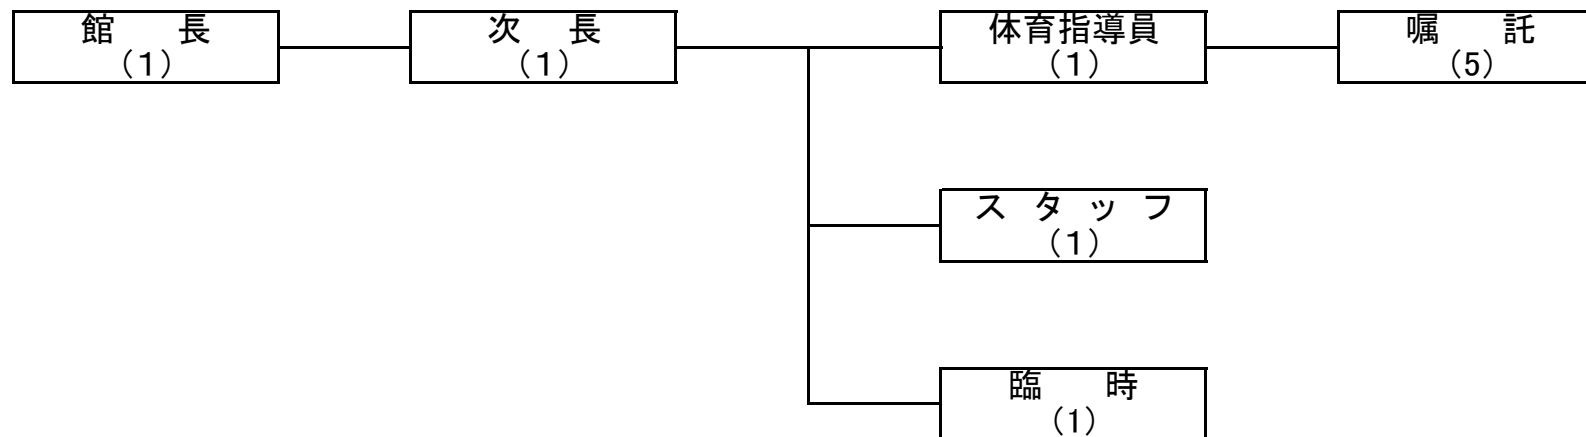 館　　長
（1）
次　　長
（1）
体育指導員
（1）
嘱　　託
（5）
ス　タ　ッ　フ
（1）
臨　　時
（1）